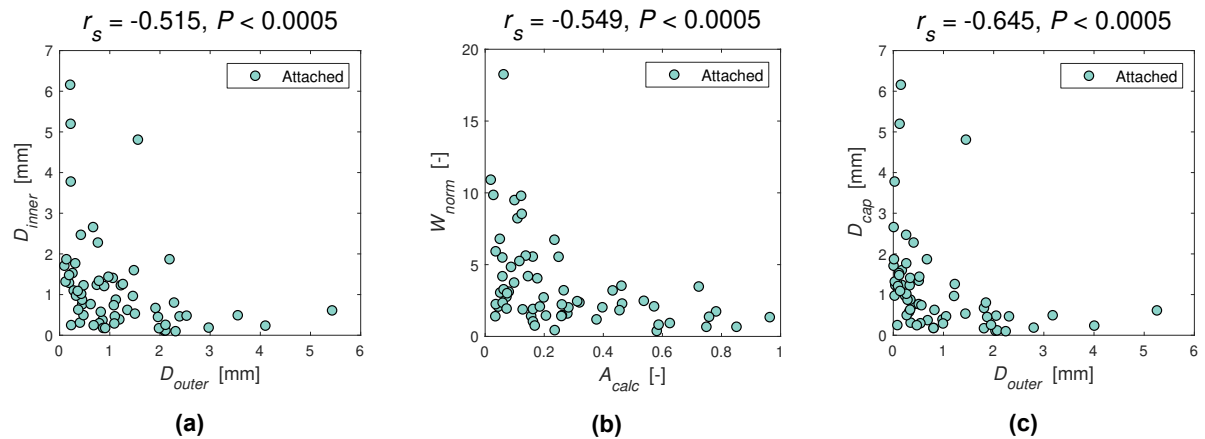 r_s = -0.515, P < 0.0005
Attached
D_inner [mm]
7
6
5
4
3
2
1
0
0 1 2 3 4 5 6
D_outer [mm]
(a)
r_s = -0.549, P < 0.0005
Attached
W_norm [-]
20
15
10
5
0
0 0.2 0.4 0.6 0.8 1
A_calc [-]
(b)
r_s = -0.645, P < 0.0005
Attached
D_cap [mm]
7
6
5
4
3
2
1
0
0 1 2 3 4 5 6
D_outer [mm]
(c)